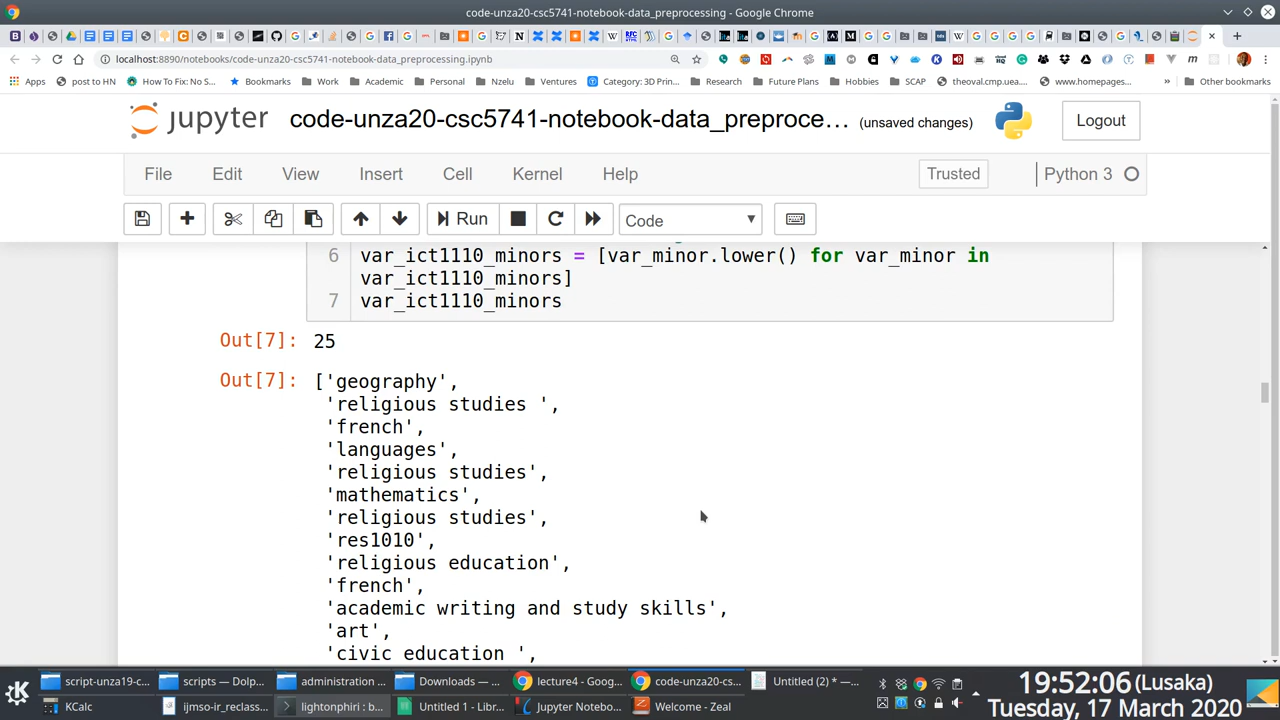 code-unza20-csc5741-notebook-data_preprocessing - Google Chrome
localhost:8890/notebooks/code-unza20-csc5741-notebook-data_preprocessing.ipynb
Apps post to HN How To Fix: No S... Bookmarks Work Academic Personal Nzelu Ventures Category: 3D Prin... Research Future Plans Hobbies SCAP theoval.cmp.uea.... www.homepages... » Other bookmarks
jupyter code-unza20-csc5741-notebook-data_preproce... (unsaved changes) Logout
File Edit View Insert Cell Kernel Help Trusted Python 3
Run Code
6 var_ict1110_minors = [var_minor.lower() for var_minor in
var_ict1110_minors]
7 var_ict1110_minors
Out[7]: 25
Out[7]: ['geography',
'religious studies ',
'french',
'languages',
'religious studies',
'mathematics',
'religious studies',
'res1010',
'religious education',
'french',
'academic writing and study skills',
'art',
'civic education ',
script-unza19-c... scripts — Dolp... administration ... Downloads — ... lecture4 - Goog... code-unza20-cs... Untitled (2) * —...
KCalc ijmso-ir_reclass... lightonphiri : b... Untitled 1 - Libr... Jupyter Notebo... Welcome - Zeal
19:52:06 (Lusaka)
Tuesday, 17 March 2020